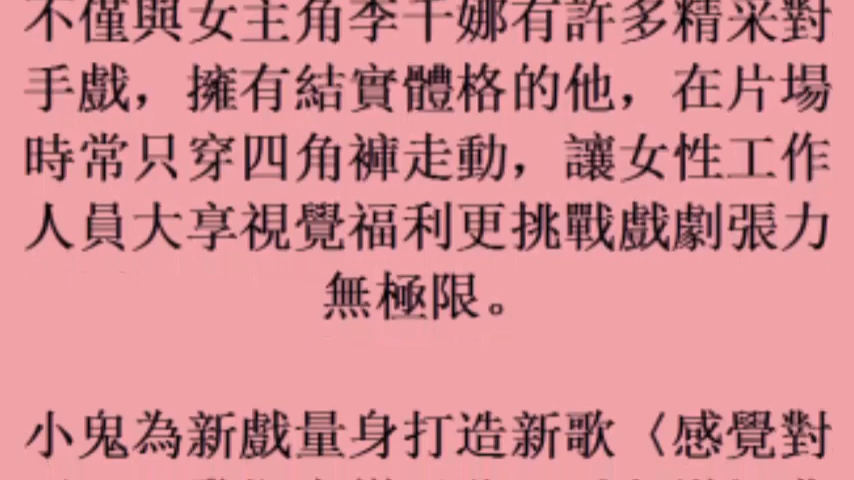 不僅與女主角李千娜有許多精采對
手戲，擁有結實體格的他，在片場
時常只穿四角褲走動，讓女性工作
人員大享視覺福利更挑戰戲劇張力
無極限。
小鬼為新戲量身打造新歌〈感覺對